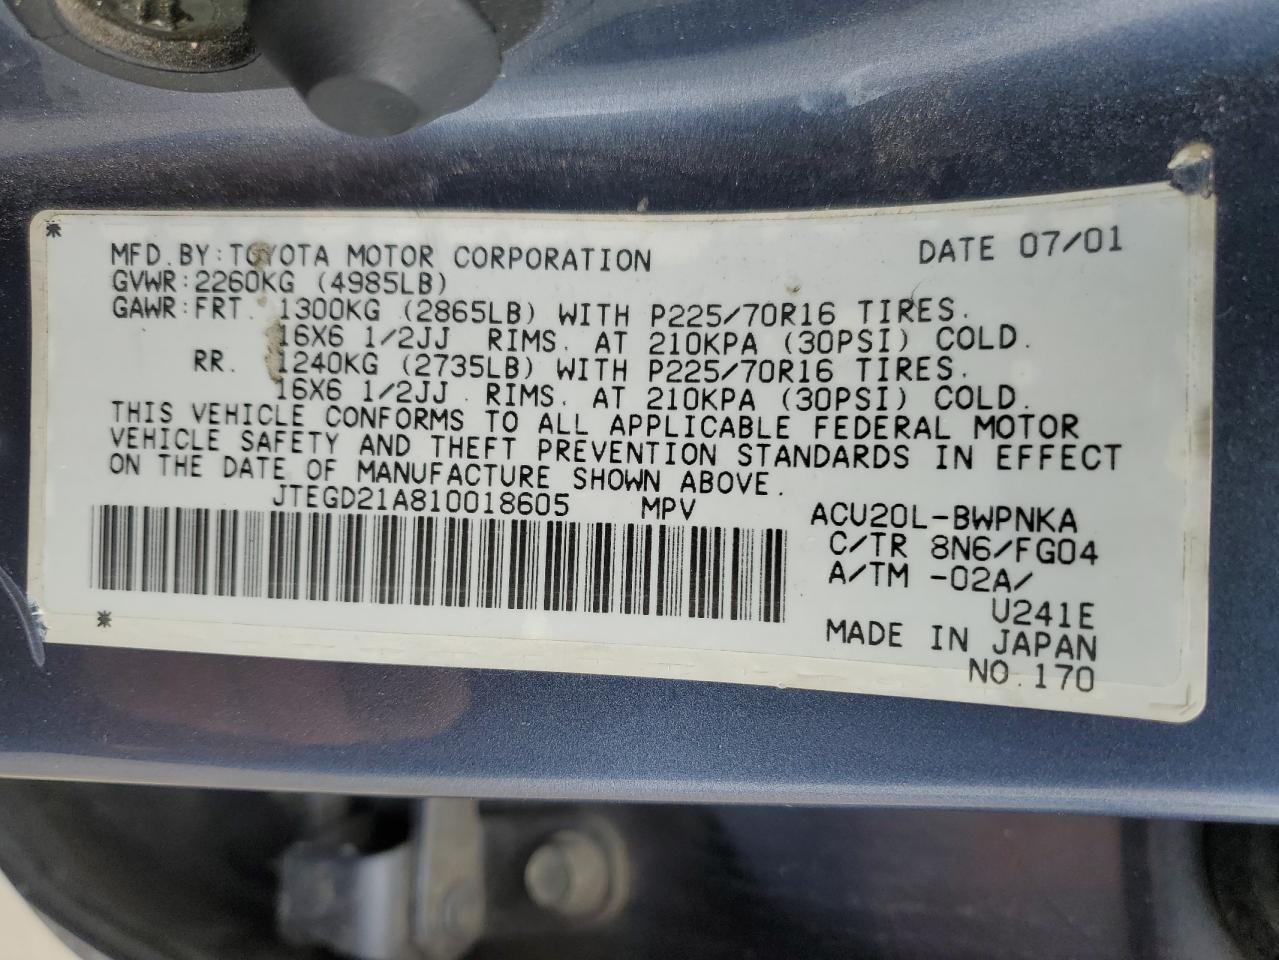 MFD.BY:TOYOTA MOTOR CORPORATION DATE 07/01
GVWR:2260KG (4985LB)
GAWR:FRT. 1300KG (2865LB) WITH P225/70R16 TIRES.
16X6 1/2JJ RIMS. AT 210KPA (30PSI) COLD.
RR. 1240KG (2735LB) WITH P225/70R16 TIRES.
16X6 1/2JJ RIMS. AT 210KPA (30PSI) COLD.
THIS VEHICLE CONFORMS TO ALL APPLICABLE FEDERAL MOTOR
VEHICLE SAFETY AND THEFT PREVENTION STANDARDS IN EFFECT
ON THE DATE OF MANUFACTURE SHOWN ABOVE.
JTEGD21A810018605 MPV
ACU20L-BWPNKA
C/TR 8N6/FG04
A/TM -02A/
U241E
MADE IN JAPAN
NO.170